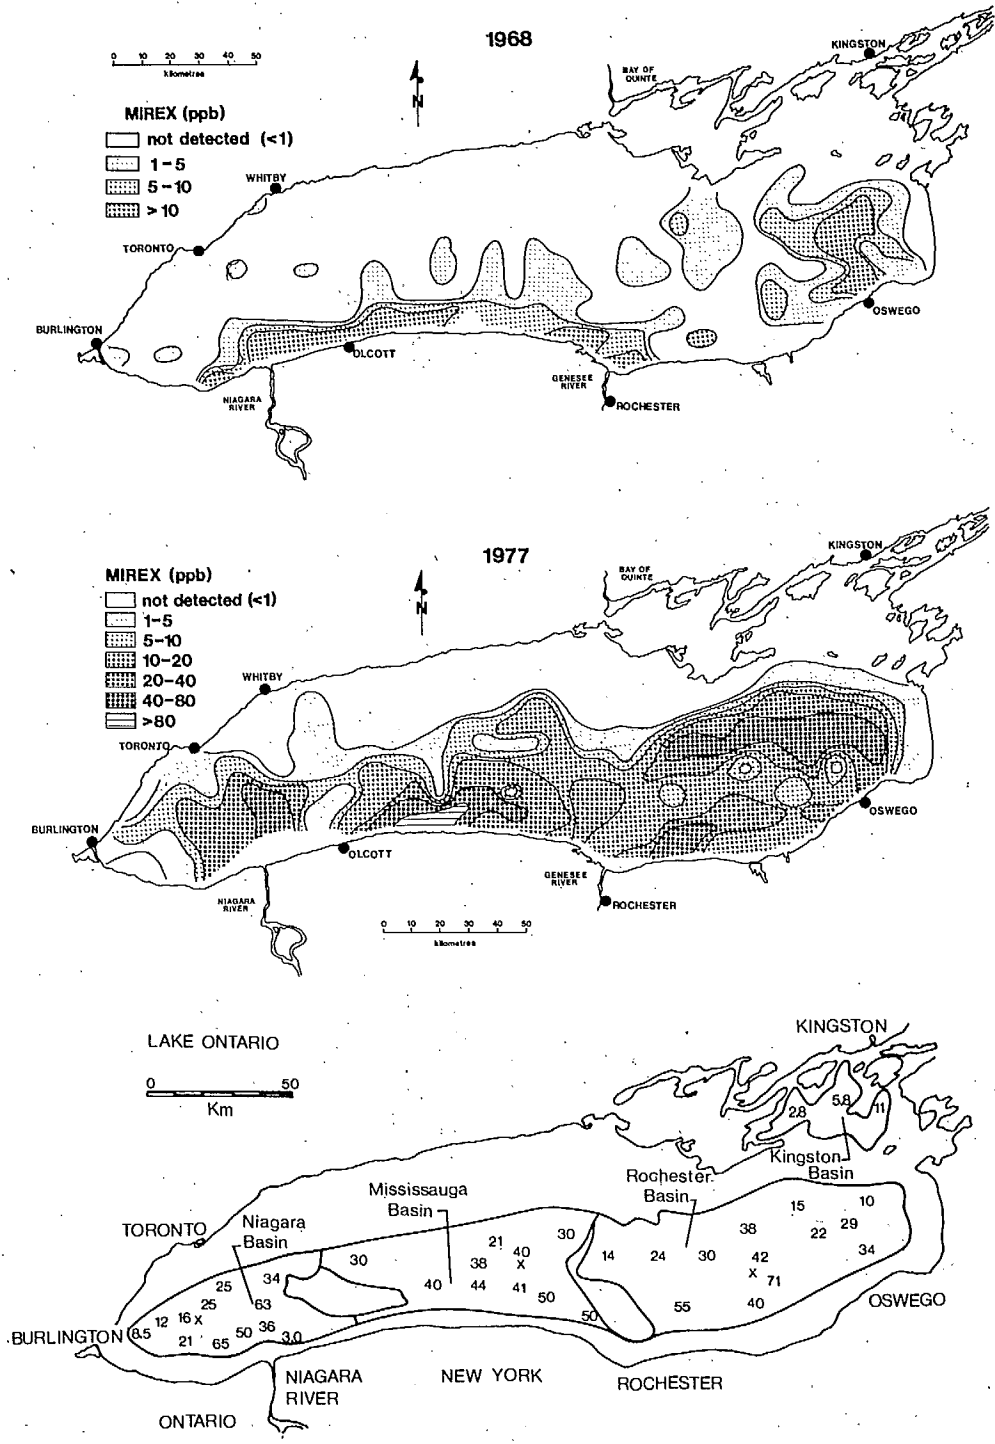 1968
0 10 20 30 40 50
kilometres
N
MIREX (ppb)
not detected (<1)
1-5
5-10
>10
KINGSTON
BAY OF
QUINTE
WHITBY
TORONTO
BURLINGTON
OLCOTT
OSWEGO
NIAGARA
RIVER
GENESEE
RIVER
ROCHESTER
1977
MIREX (ppb)
not detected (<1)
1-5
5-10
10-20
20-40
40-80
>80
N
KINGSTON
BAY OF
QUINTE
WHITBY
TORONTO
BURLINGTON
OLCOTT
OSWEGO
NIAGARA
RIVER
GENESEE
RIVER
ROCHESTER
0 10 20 30 40 50
kilometres
LAKE ONTARIO
0 50
Km
KINGSTON
2.8 5.8 11
Kingston
Basin
Rochester
Basin
Mississauga
Basin
Niagara
Basin
TORONTO
15 10
38 22 29
21 40 30
30 38 X
14 24 30 42 34
X 71
34
25
25 63
40 44 41
50
12 16 X
8.5
21 65 50 36 3.0
50
55 40
BURLINGTON
OSWEGO
NIAGARA
RIVER
NEW YORK
ROCHESTER
ONTARIO